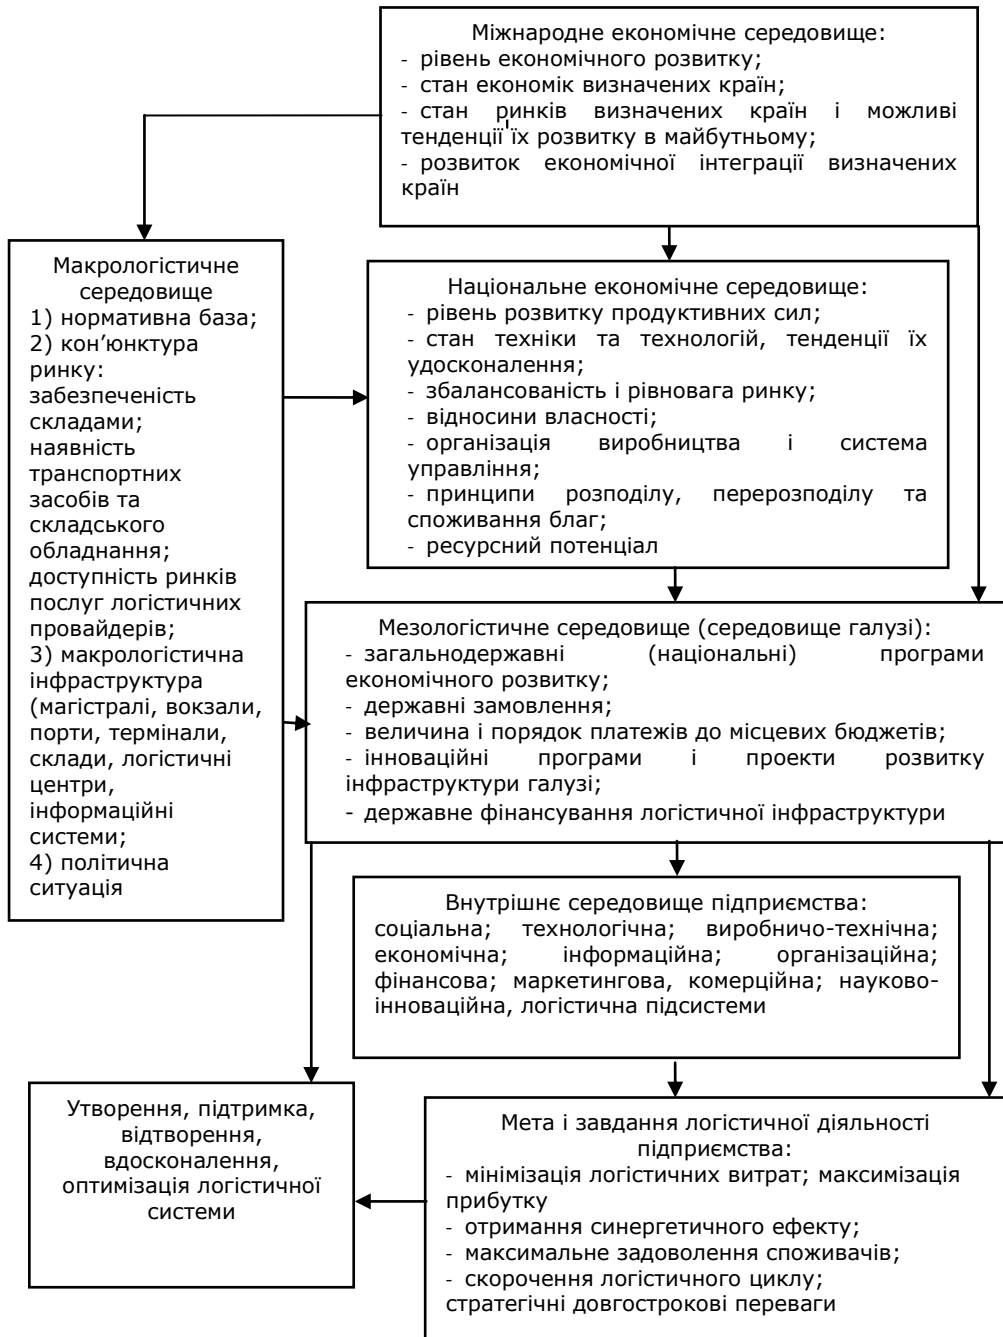 Міжнародне економічне середовище:
- рівень економічного розвитку;
- стан економік визначених країн;
- стан ринків визначених країн і можливі
тенденції їх розвитку в майбутньому;
- розвиток економічної інтеграції визначених
країн
Макрологістичне
середовище
1) нормативна база;
2) кон’юнктура
ринку:
забезпеченість
складами;
наявність
транспортних
засобів та
складського
обладнання;
доступність ринків
послуг логістичних
провайдерів;
3) макрологістична
інфраструктура
(магістралі, вокзали,
порти, термінали,
склади, логістичні
центри,
інформаційні
системи;
4) політична
ситуація
Національне економічне середовище:
- рівень розвитку продуктивних сил;
- стан техніки та технологій, тенденції їх
удосконалення;
- збалансованість і рівновага ринку;
- відносини власності;
- організація виробництва і система
управління;
- принципи розподілу, перерозподілу та
споживання благ;
- ресурсний потенціал
Мезологістичне середовище (середовище галузі):
- загальнодержавні (національні) програми
економічного розвитку;
- державні замовлення;
- величина і порядок платежів до місцевих бюджетів;
- інноваційні програми і проекти розвитку
інфраструктури галузі;
- державне фінансування логістичної інфраструктури
Внутрішнє середовище підприємства:
соціальна; технологічна; виробничо-технічна;
економічна; інформаційна; організаційна;
фінансова; маркетингова, комерційна; науково-
інноваційна, логістична підсистеми
Утворення, підтримка,
відтворення,
вдосконалення,
оптимізація логістичної
системи
Мета і завдання логістичної діяльності
підприємства:
- мінімізація логістичних витрат; максимізація
прибутку
- отримання синергетичного ефекту;
- максимальне задоволення споживачів;
- скорочення логістичного циклу;
стратегічні довгострокові переваги